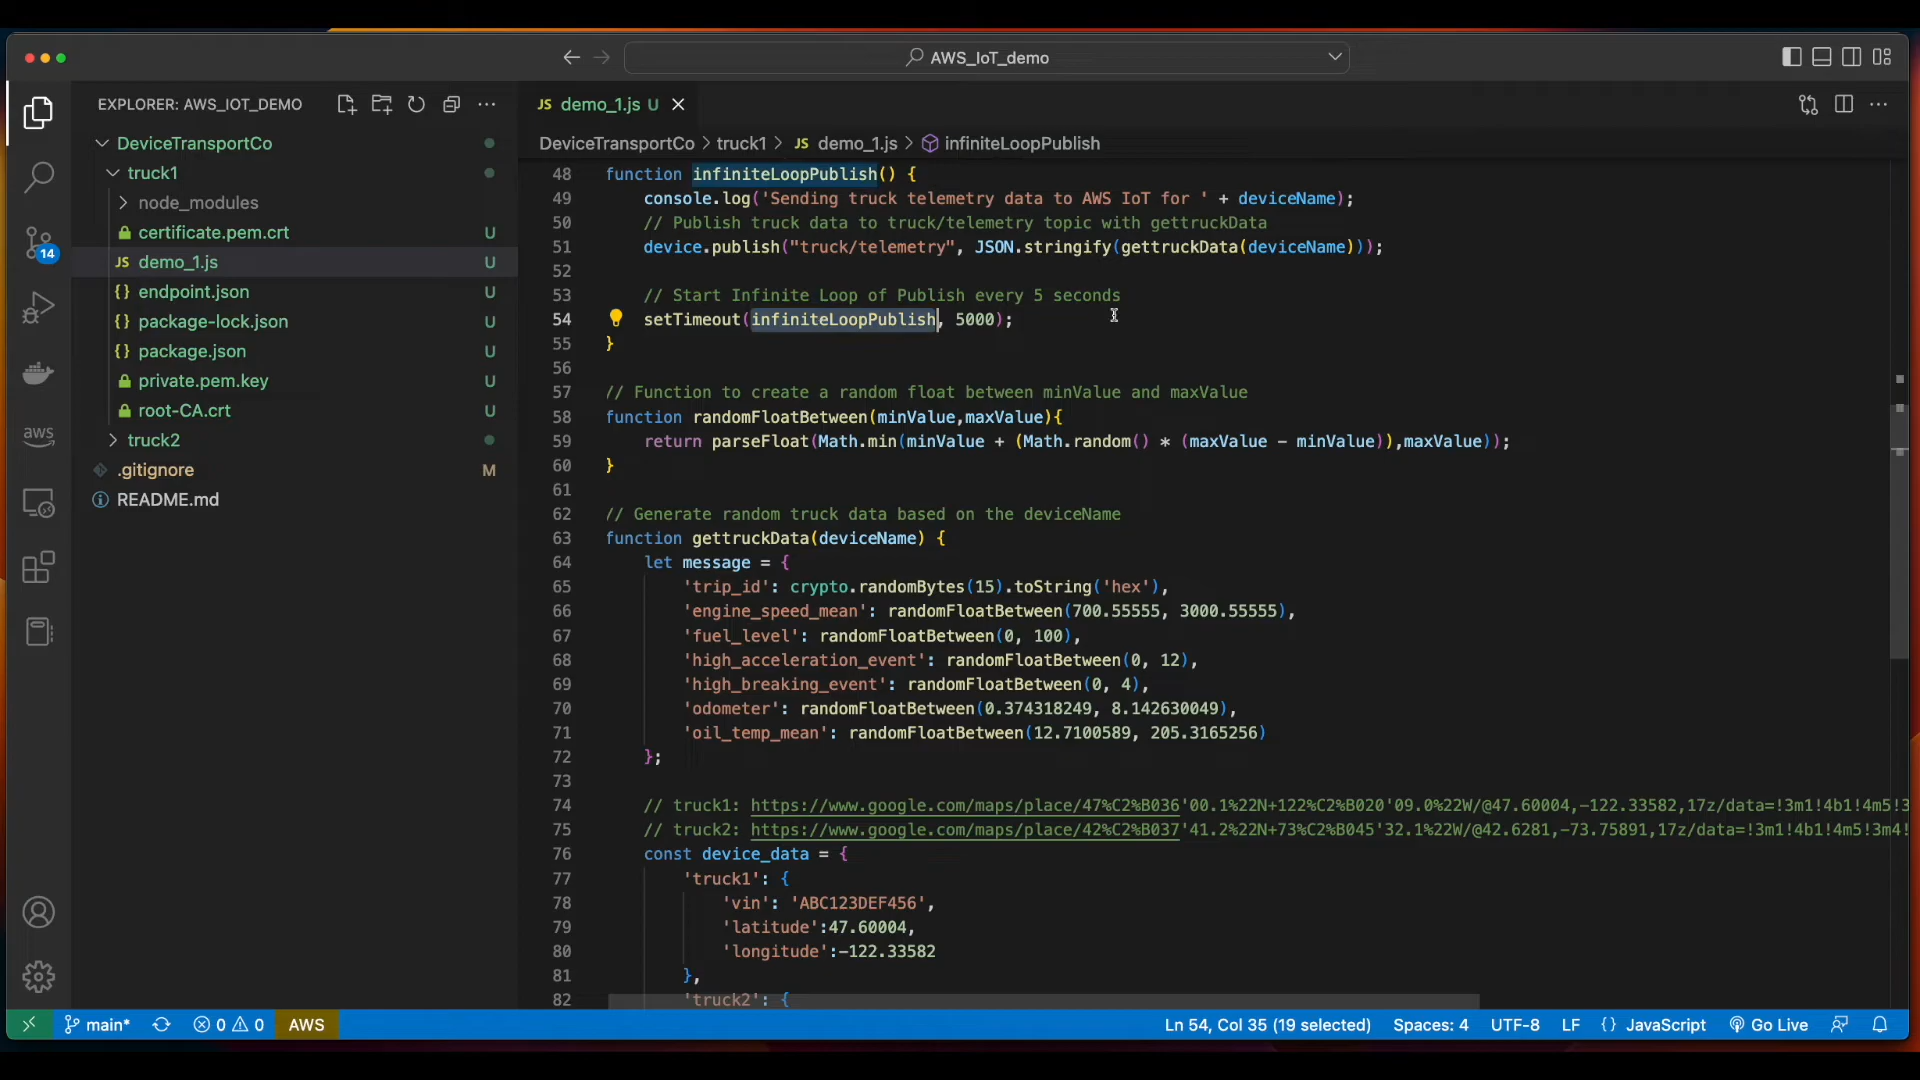 AWS_IoT_demo
EXPLORER: AWS_IOT_DEMO
DeviceTransportCo
truck1
node_modules
certificate.pem.crt U
JS demo_1.js U
{} endpoint.json U
{} package-lock.json U
{} package.json U
private.pem.key U
root-CA.crt U
truck2
.gitignore M
README.md
14
aws
JS demo_1.js U
DeviceTransportCo > truck1 > JS demo_1.js > infiniteLoopPublish
48 function infiniteLoopPublish() {
49 console.log('Sending truck telemetry data to AWS IoT for ' + deviceName);
50 // Publish truck data to truck/telemetry topic with gettruckData
51 device.publish("truck/telemetry", JSON.stringify(gettruckData(deviceName)));
52
53 // Start Infinite Loop of Publish every 5 seconds
54 setTimeout(infiniteLoopPublish, 5000);
55 }
56
57 // Function to create a random float between minValue and maxValue
58 function randomFloatBetween(minValue,maxValue){
59 return parseFloat(Math.min(minValue + (Math.random() * (maxValue - minValue)),maxValue));
60 }
61
62 // Generate random truck data based on the deviceName
63 function gettruckData(deviceName) {
64 let message = {
65 'trip_id': crypto.randomBytes(15).toString('hex'),
66 'engine_speed_mean': randomFloatBetween(700.55555, 3000.55555),
67 'fuel_level': randomFloatBetween(0, 100),
68 'high_acceleration_event': randomFloatBetween(0, 12),
69 'high_breaking_event': randomFloatBetween(0, 4),
70 'odometer': randomFloatBetween(0.374318249, 8.142630049),
71 'oil_temp_mean': randomFloatBetween(12.7100589, 205.3165256)
72 };
73
74 // truck1: https://www.google.com/maps/place/47%C2%B036'00.1%22N+122%C2%B020'09.0%22W/@47.60004,-122.33582,17z/data=!3m1!4b1!4m5!3
75 // truck2: https://www.google.com/maps/place/42%C2%B037'41.2%22N+73%C2%B045'32.1%22W/@42.6281,-73.75891,17z/data=!3m1!4b1!4m5!3m4!
76 const device_data = {
77 'truck1': {
78 'vin': 'ABC123DEF456',
79 'latitude':47.60004,
80 'longitude':-122.33582
81 },
82 'truck2': {
main* 0 0 AWS Ln 54, Col 35 (19 selected) Spaces: 4 UTF-8 LF {} JavaScript Go Live